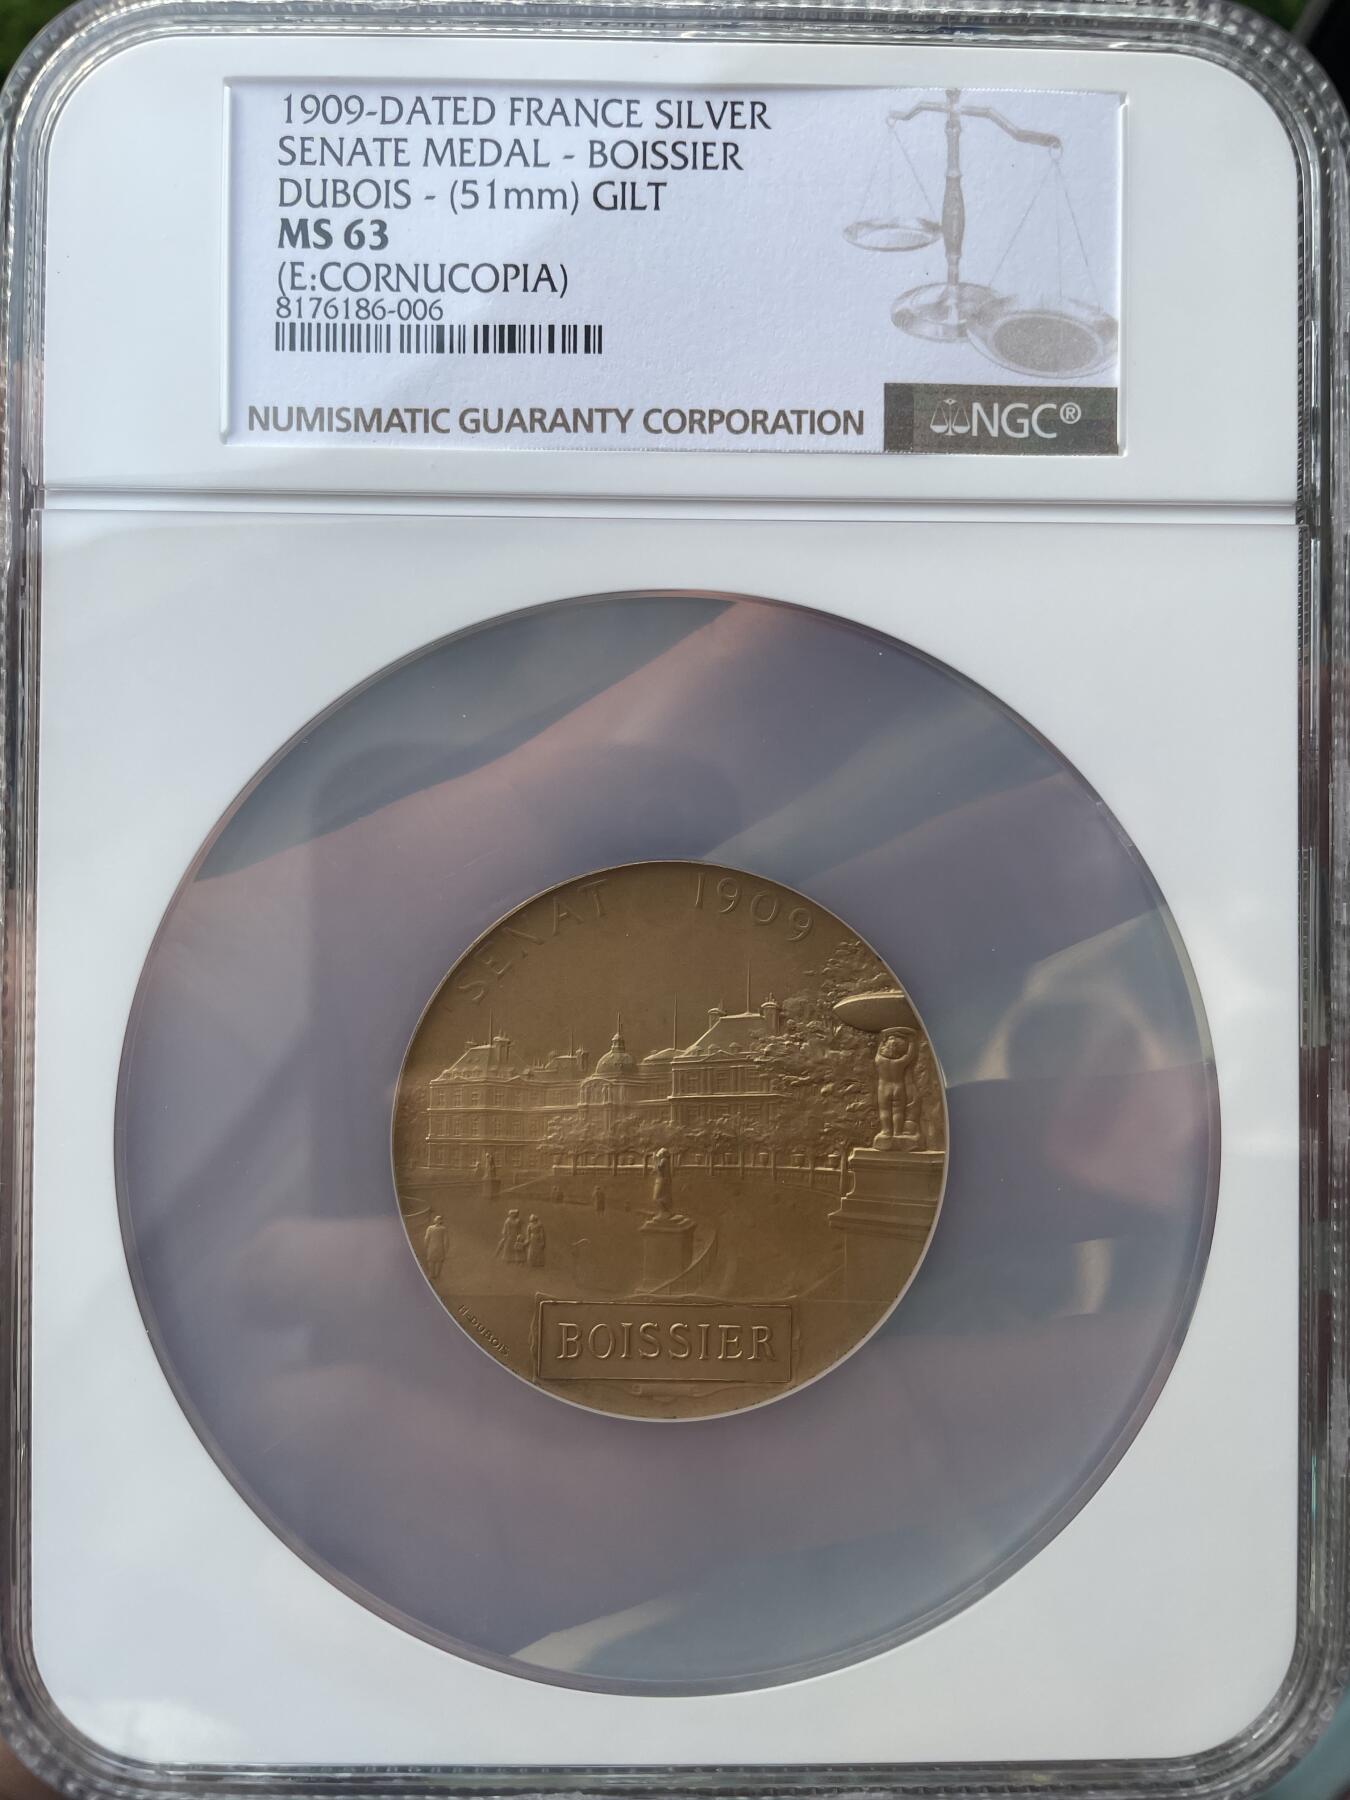 1909-DATED FRANCE SILVER
SENATE MEDAL - BOISSIER
DUBOIS - (51mm) GILT
MS 63
(E:CORNUCOPIA)
8176186-006
NUMISMATIC GUARANTY CORPORATION
NGC®
SENAT 1909
H·DUBOIS
BOISSIER